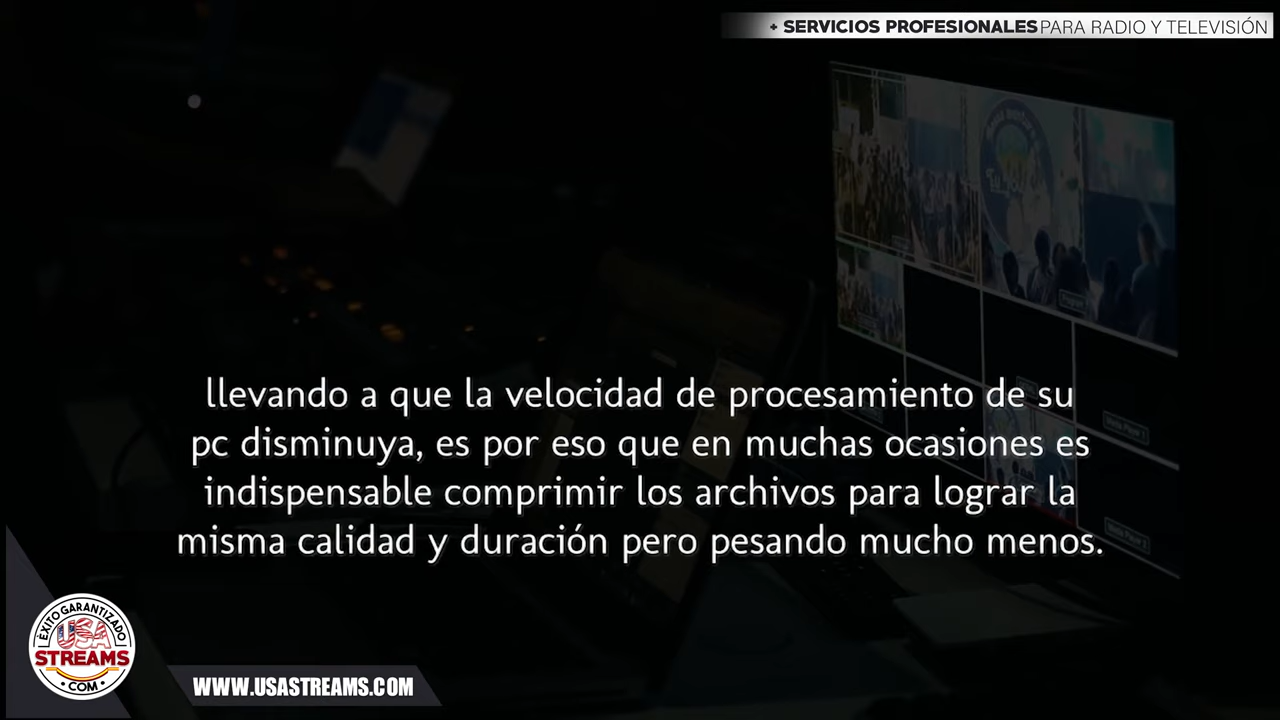 + SERVICIOS PROFESIONALES PARA RADIO Y TELEVISIÓN
llevando a que la velocidad de procesamiento de su
pc disminuya, es por eso que en muchas ocasiones es
indispensable comprimir los archivos para lograr la
misma calidad y duración pero pesando mucho menos.
ÉXITO GARANTIZADO
USA
STREAMS
.COM.
WWW.USASTREAMS.COM